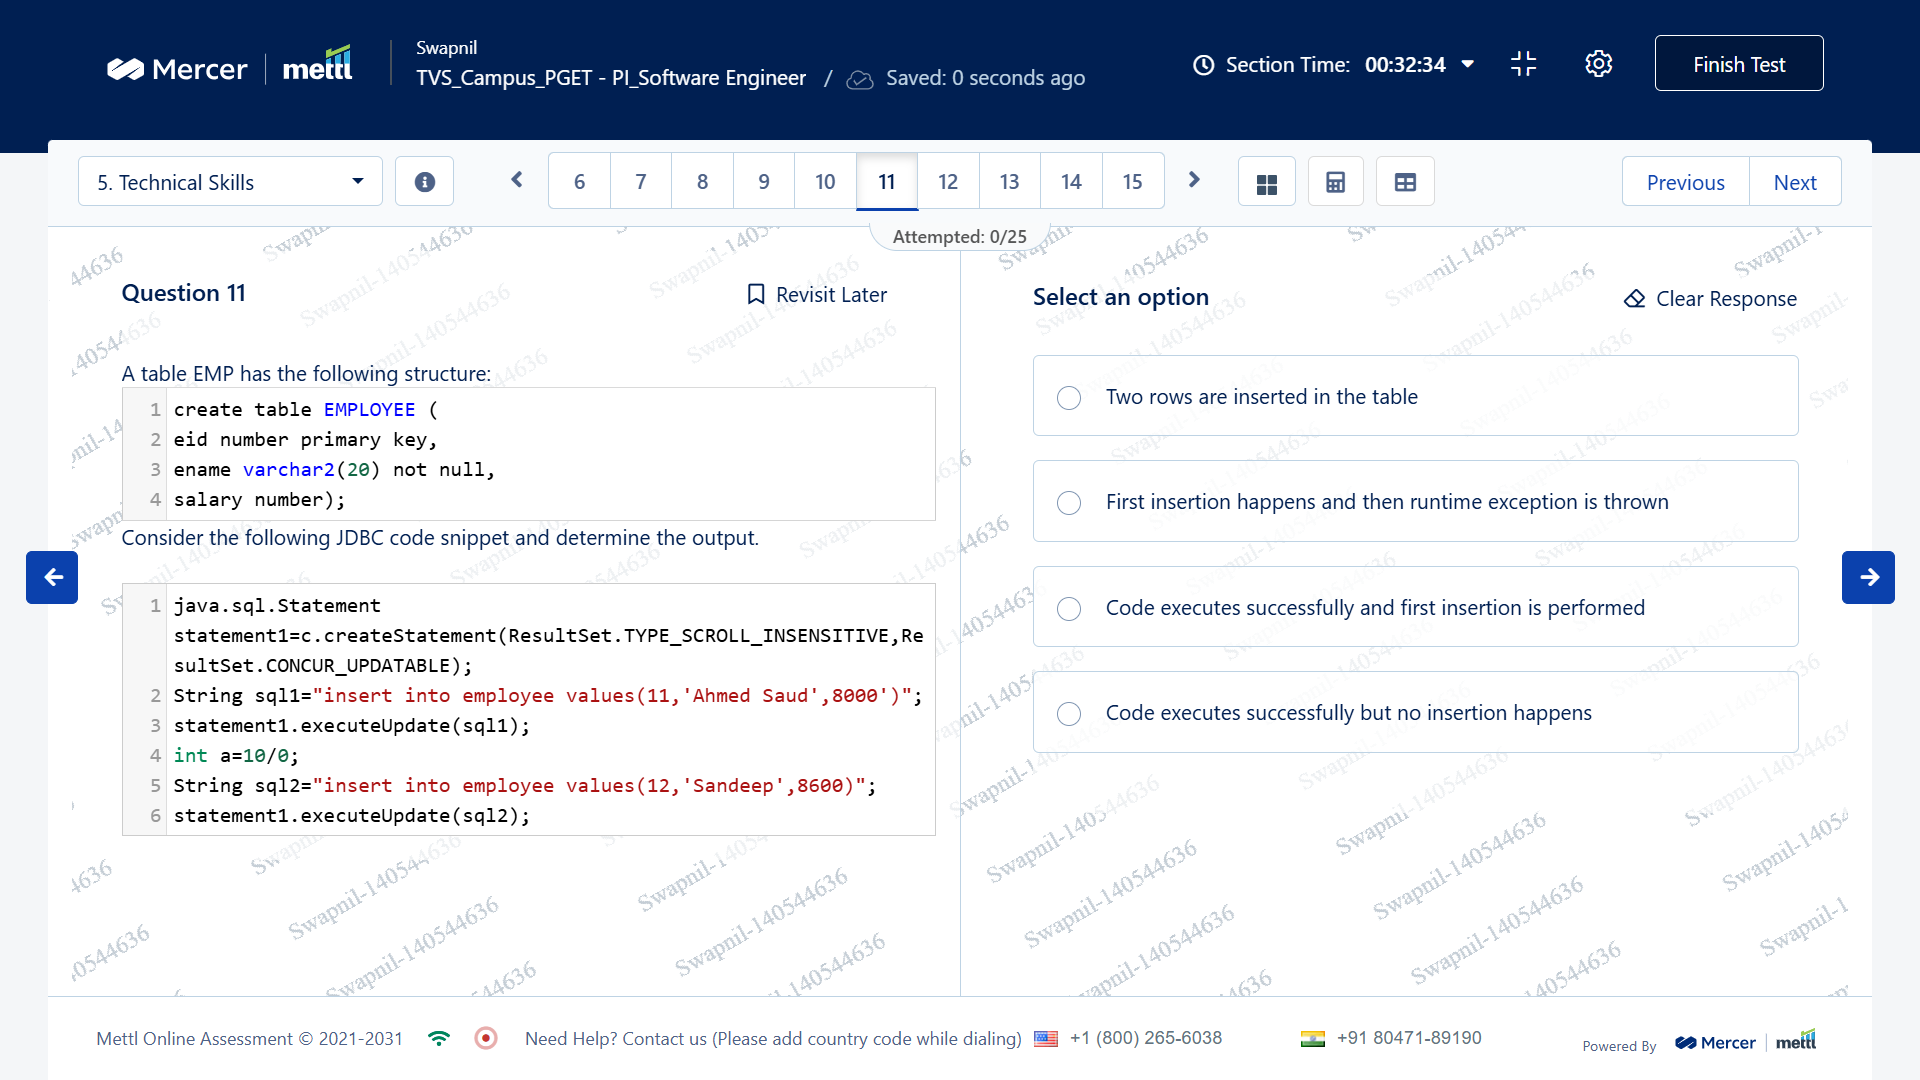 Mercer mettl
Swapnil
TVS_Campus_PGET - PI_Software Engineer / Saved: 0 seconds ago
Section Time: 00:32:34
Finish Test
5. Technical Skills
6 7 8 9 10 11 12 13 14 15
Previous Next
Attempted: 0/25
Question 11
Revisit Later
A table EMP has the following structure:
1 create table EMPLOYEE (
2 eid number primary key,
3 ename varchar2(20) not null,
4 salary number);
Consider the following JDBC code snippet and determine the output.
1 java.sql.Statement
statement1=c.createStatement(ResultSet.TYPE_SCROLL_INSENSITIVE,Re
sultSet.CONCUR_UPDATABLE);
2 String sql1="insert into employee values(11,'Ahmed Saud',8000')";
3 statement1.executeUpdate(sql1);
4 int a=10/0;
5 String sql2="insert into employee values(12,'Sandeep',8600)";
6 statement1.executeUpdate(sql2);
Select an option
Clear Response
Two rows are inserted in the table
First insertion happens and then runtime exception is thrown
Code executes successfully and first insertion is performed
Code executes successfully but no insertion happens
Swapnil-140544636
Mettl Online Assessment © 2021-2031
Need Help? Contact us (Please add country code while dialing)
+1 (800) 265-6038
+91 80471-89190
Powered By Mercer mettl